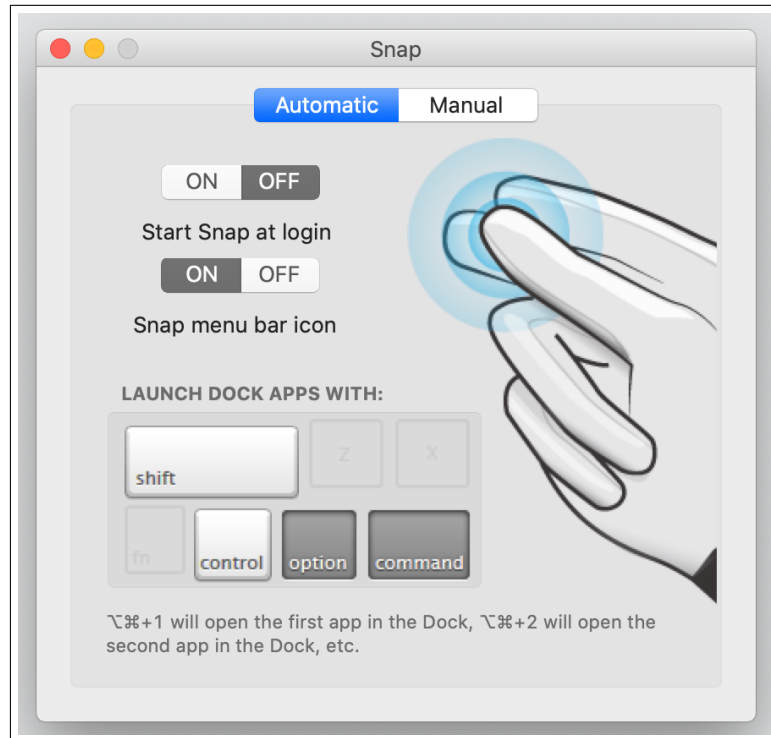 Snap
Automatic Manual
ON OFF
Start Snap at login
ON OFF
Snap menu bar icon
LAUNCH DOCK APPS WITH:
shift Z X
fn control option command
⌥⌘+1 will open the first app in the Dock, ⌥⌘+2 will open the
second app in the Dock, etc.